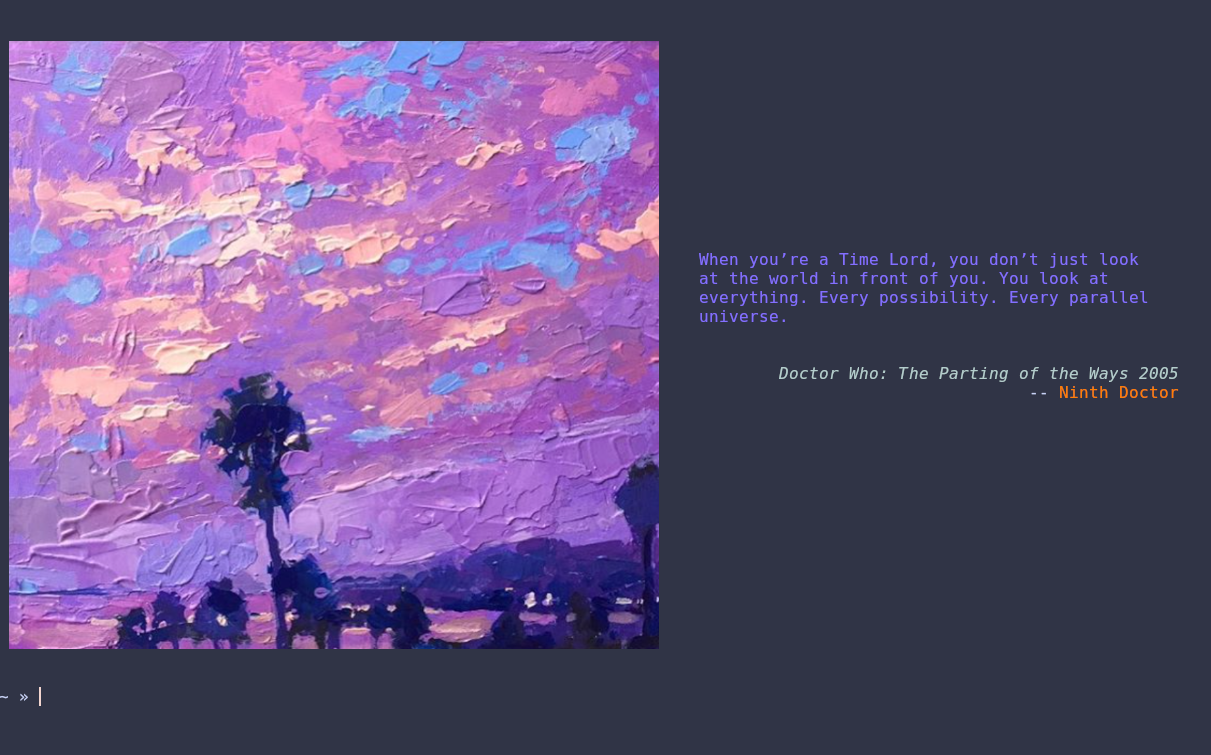 When you’re a Time Lord, you don’t just look
at the world in front of you. You look at
everything. Every possibility. Every parallel
universe.
Doctor Who: The Parting of the Ways 2005
-- Ninth Doctor
~ »